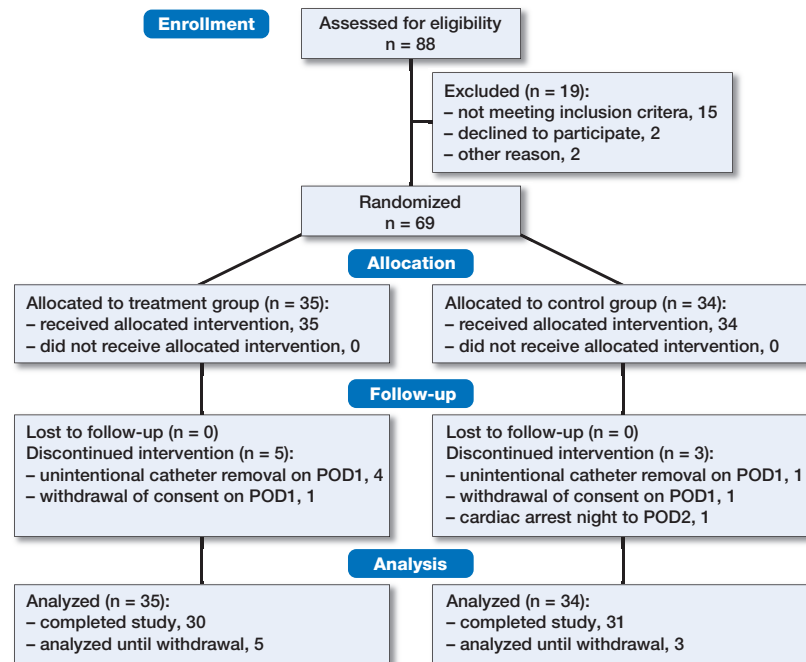 Enrollment
Assessed for eligibility
n = 88
Excluded (n = 19):
– not meeting inclusion critera, 15
– declined to participate, 2
– other reason, 2
Randomized
n = 69
Allocation
Allocated to treatment group (n = 35):
– received allocated intervention, 35
– did not receive allocated intervention, 0
Allocated to control group (n = 34):
– received allocated intervention, 34
– did not receive allocated intervention, 0
Follow-up
Lost to follow-up (n = 0)
Discontinued intervention (n = 5):
– unintentional catheter removal on POD1, 4
– withdrawal of consent on POD1, 1
Lost to follow-up (n = 0)
Discontinued intervention (n = 3):
– unintentional catheter removal on POD1, 1
– withdrawal of consent on POD1, 1
– cardiac arrest night to POD2, 1
Analysis
Analyzed (n = 35):
– completed study, 30
– analyzed until withdrawal, 5
Analyzed (n = 34):
– completed study, 31
– analyzed until withdrawal, 3